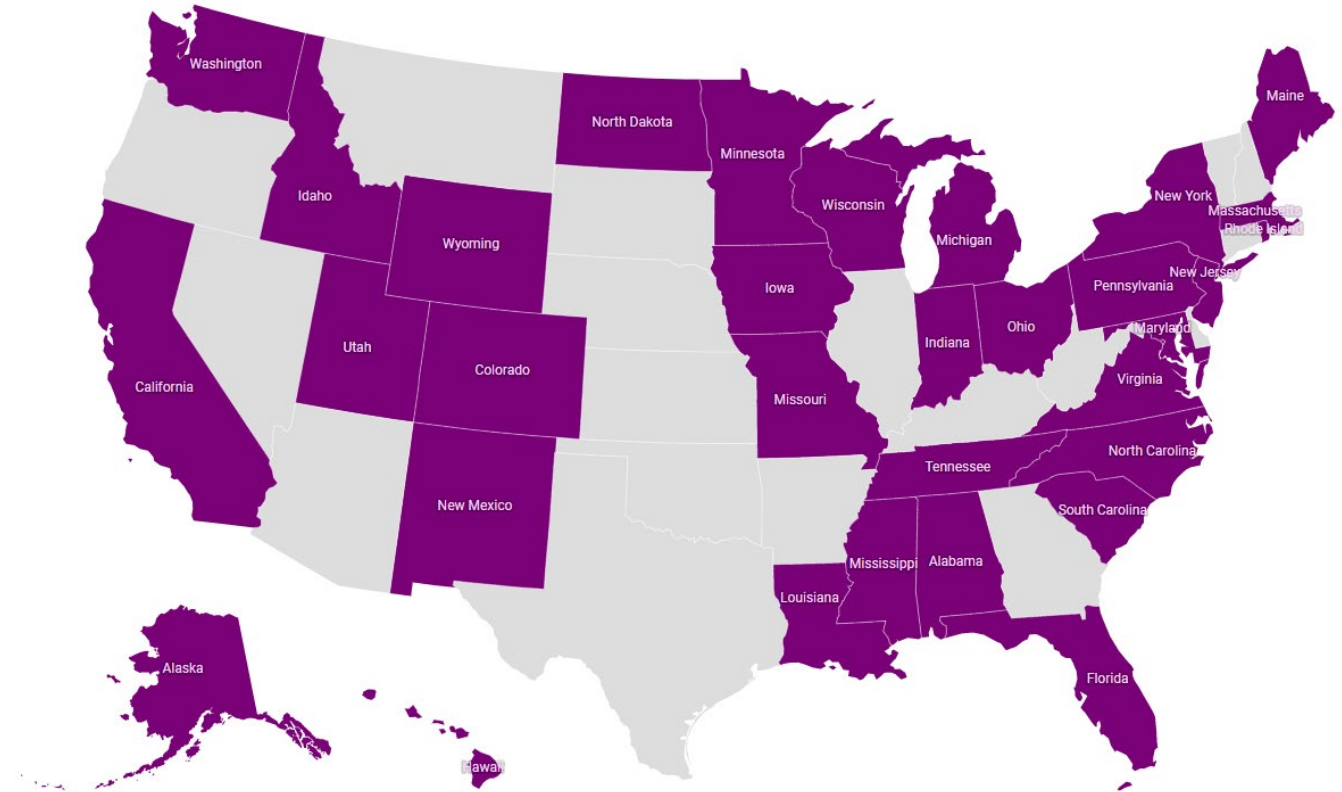 Washington
Maine
North Dakota
Minnesota
Idaho
New York
Wisconsin
Massachusetts
Rhode Island
Michigan
Wyoming
New Jersey
Pennsylvania
Iowa
Ohio
Maryland
Indiana
Utah
Colorado
Virginia
California
Missouri
North Carolina
Tennessee
New Mexico
South Carolina
Mississippi
Alabama
Louisiana
Alaska
Florida
Hawaii